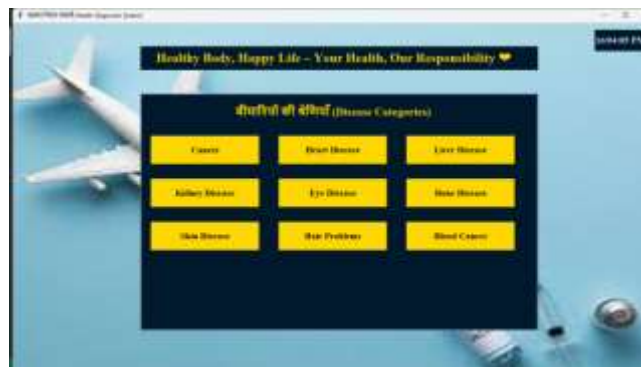 Healthy Body, Happy Life – Your Health, Our Responsibility ❤
बीमारियों की श्रेणियाँ (Disease Categories)
Cancer
Heart Disease
Liver Disease
Kidney Disease
Eye Disease
Bone Disease
Skin Disease
Hair Problems
Blood Cancer